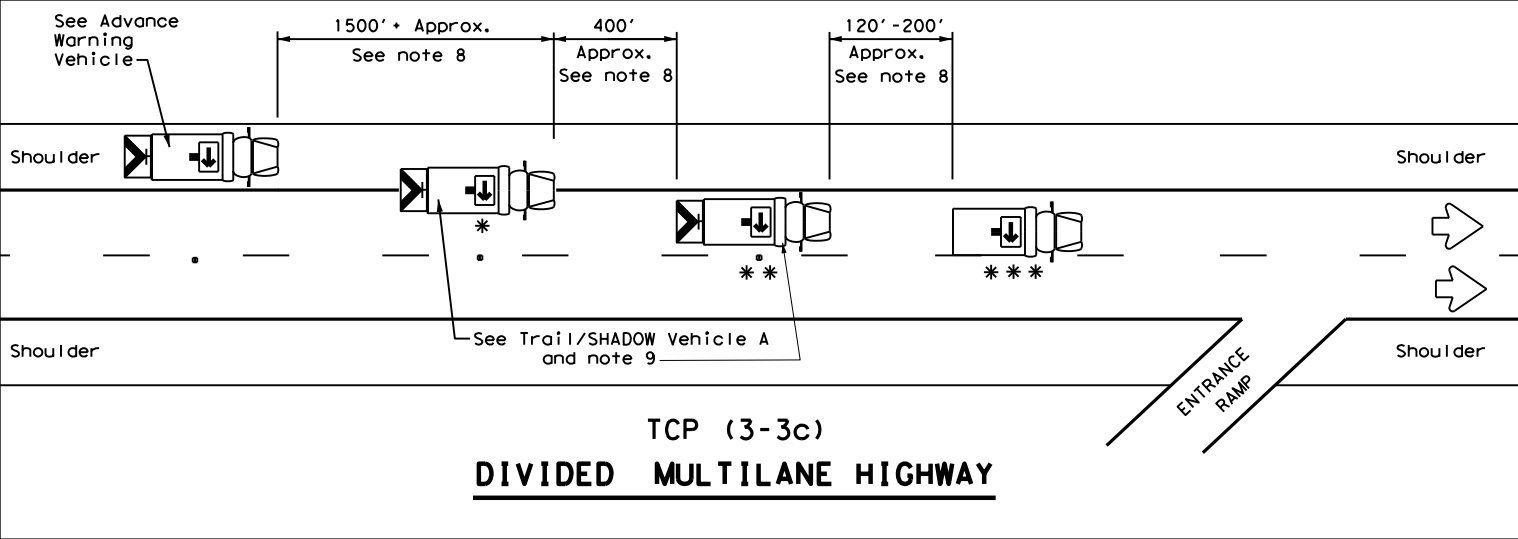 See Advance
Warning
Vehicle
1500'+ Approx.
See note 8
400'
Approx.
See note 8
120'-200'
Approx.
See note 8
Shoulder
Shoulder
*
* *
* * *
See Trail/SHADOW Vehicle A
and note 9
Shoulder
Shoulder
ENTRANCE
RAMP
TCP (3-3c)
DIVIDED MULTILANE HIGHWAY